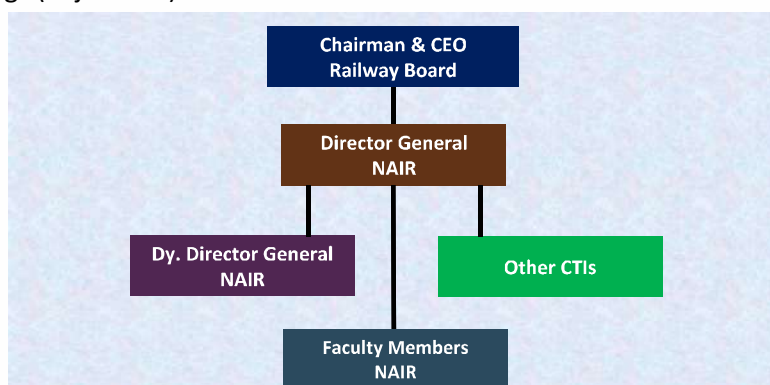 Chairman & CEO
Railway Board
Director General
NAIR
Dy. Director General
NAIR
Other CTIs
Faculty Members
NAIR